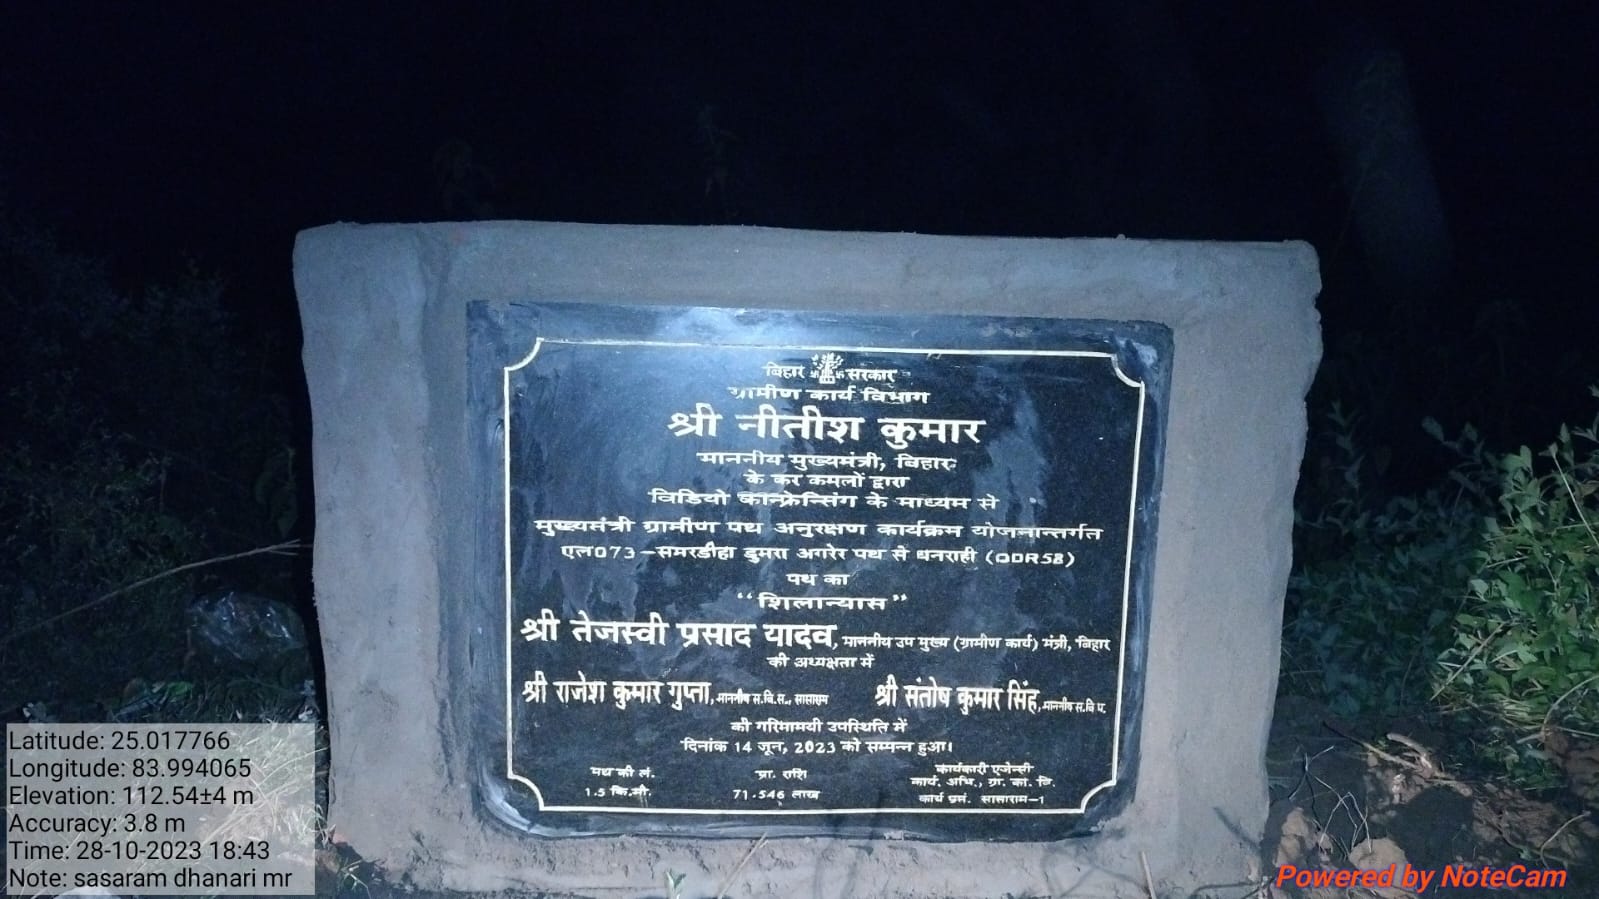 बिहार सरकार
ग्रामीण कार्य विभाग
श्री नीतीश कुमार
माननीय मुख्यमंत्री, बिहार
के कर कमलों द्वारा
विडियो कान्फ्रेन्सिंग के माध्यम से
मुख्यमंत्री ग्रामीण पथ अनुरक्षण कार्यक्रम योजनान्तर्गत
एल073-समरडीहा डुमरा अगरेर पथ से धनराही (ODR58)
पथ का
"शिलान्यास"
श्री तेजस्वी प्रसाद यादव, माननीय उप मुख्य (ग्रामीण कार्य) मंत्री, बिहार
की अध्यक्षता में
श्री राजेश कुमार गुप्ता, माननीय स.वि.स., सासाराम श्री संतोष कुमार सिंह, माननीय स.वि.प.
की गरिमामयी उपस्थिति में
दिनांक 14 जून, 2023 को सम्पन्न हुआ।
पथ की लं. प्रा. राशि कार्यकारी एजेन्सी
1.5 कि.मी. 71.546 लाख कार्य. अभि., ग्रा. का. वि.
कार्य प्रमं. सासाराम-1
Latitude: 25.017766
Longitude: 83.994065
Elevation: 112.54±4 m
Accuracy: 3.8 m
Time: 28-10-2023 18:43
Note: sasaram dhanari mr
Powered by NoteCam